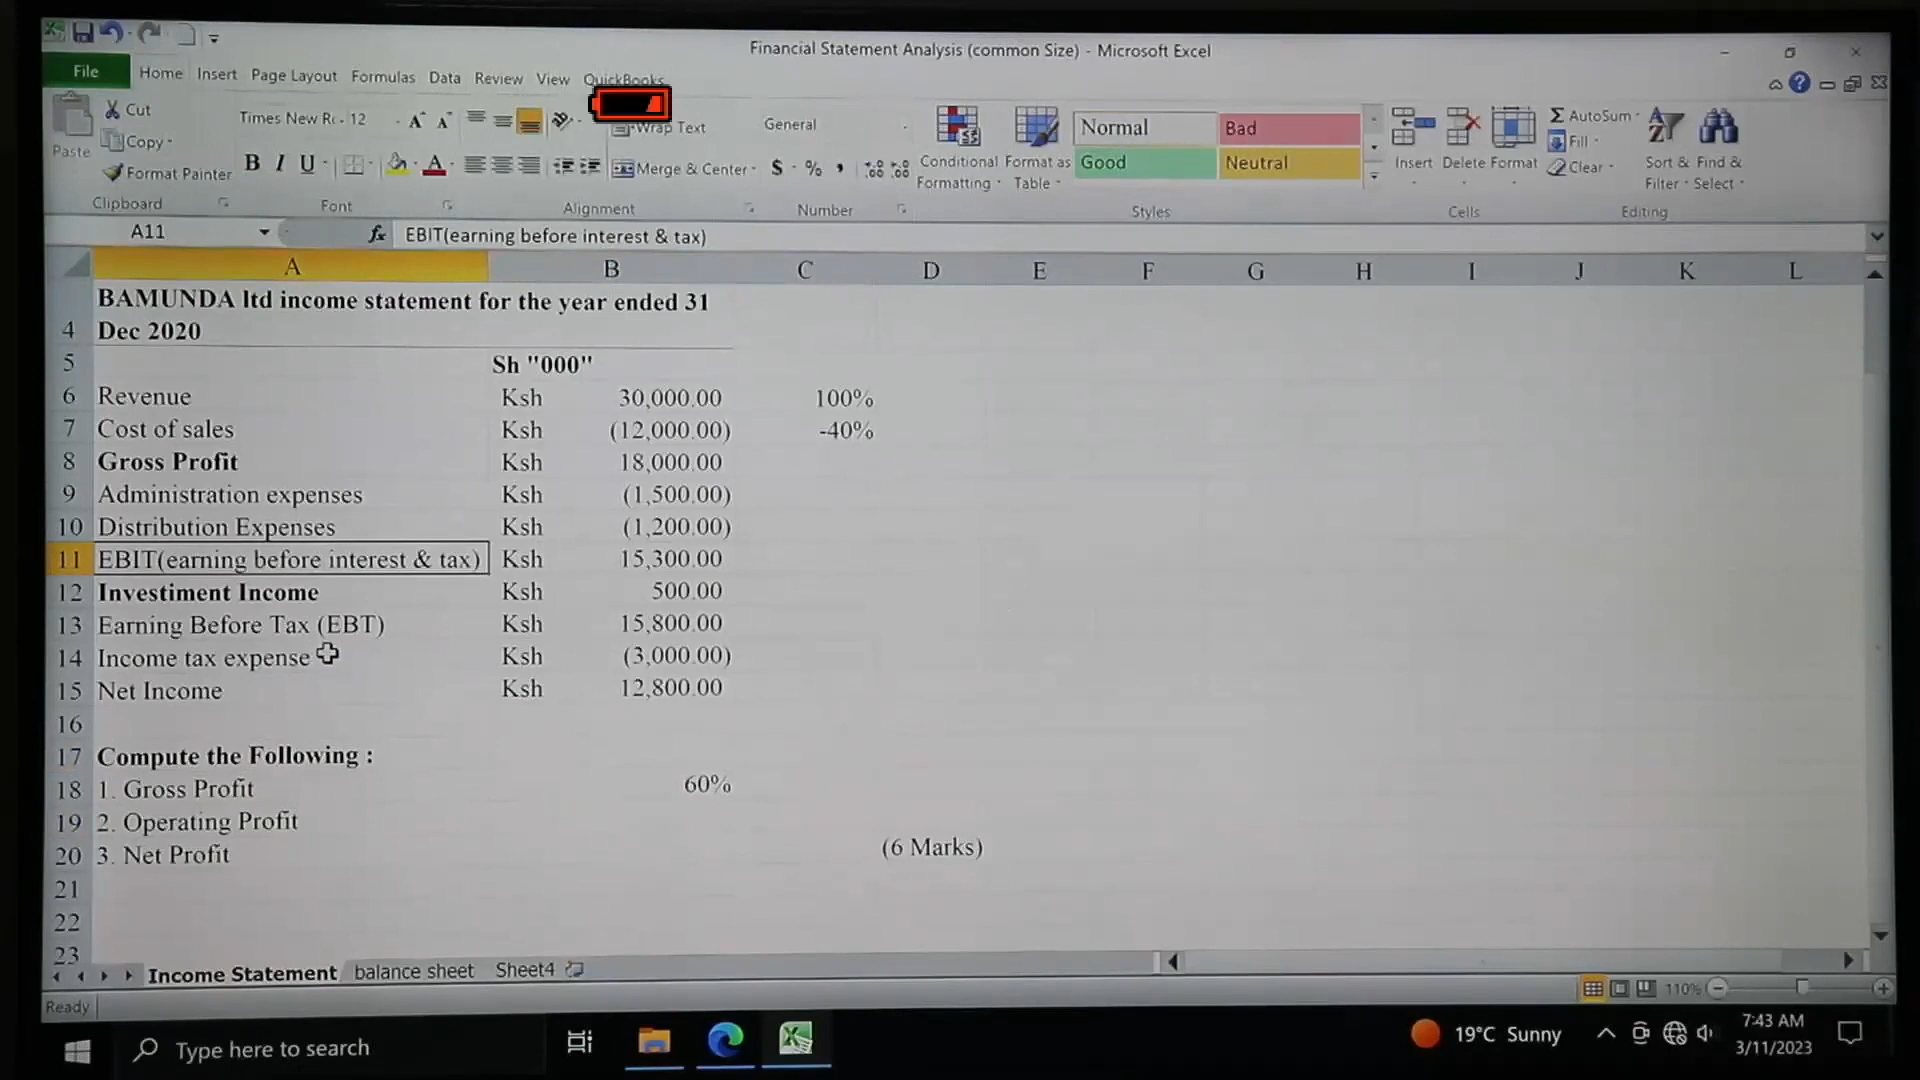 Financial Statement Analysis (common Size) - Microsoft Excel
File Home Insert Page Layout Formulas Data Review View QuickBooks
Paste Cut Copy Format Painter
Times New Ro 12
B I U
Wrap Text
Merge & Center
General
$ % ,
Conditional Formatting
Format as Table
Normal Bad
Good Neutral
Insert Delete Format
AutoSum Fill Clear
Sort & Filter
Find & Select
Clipboard Font Alignment Number Styles Cells Editing
A11 fx EBIT(earning before interest & tax)
A B C D E F G H I J K L
BAMUNDA ltd income statement for the year ended 31
4 Dec 2020
5 Sh "000"
6 Revenue Ksh 30,000.00 100%
7 Cost of sales Ksh (12,000.00) -40%
8 Gross Profit Ksh 18,000.00
9 Administration expenses Ksh (1,500.00)
10 Distribution Expenses Ksh (1,200.00)
11 EBIT(earning before interest & tax) Ksh 15,300.00
12 Investiment Income Ksh 500.00
13 Earning Before Tax (EBT) Ksh 15,800.00
14 Income tax expense Ksh (3,000.00)
15 Net Income Ksh 12,800.00
16
17 Compute the Following :
18 1. Gross Profit 60%
19 2. Operating Profit
20 3. Net Profit (6 Marks)
21
22
23
Income Statement balance sheet Sheet4
Ready 110%
Type here to search
19°C Sunny
7:43 AM
3/11/2023